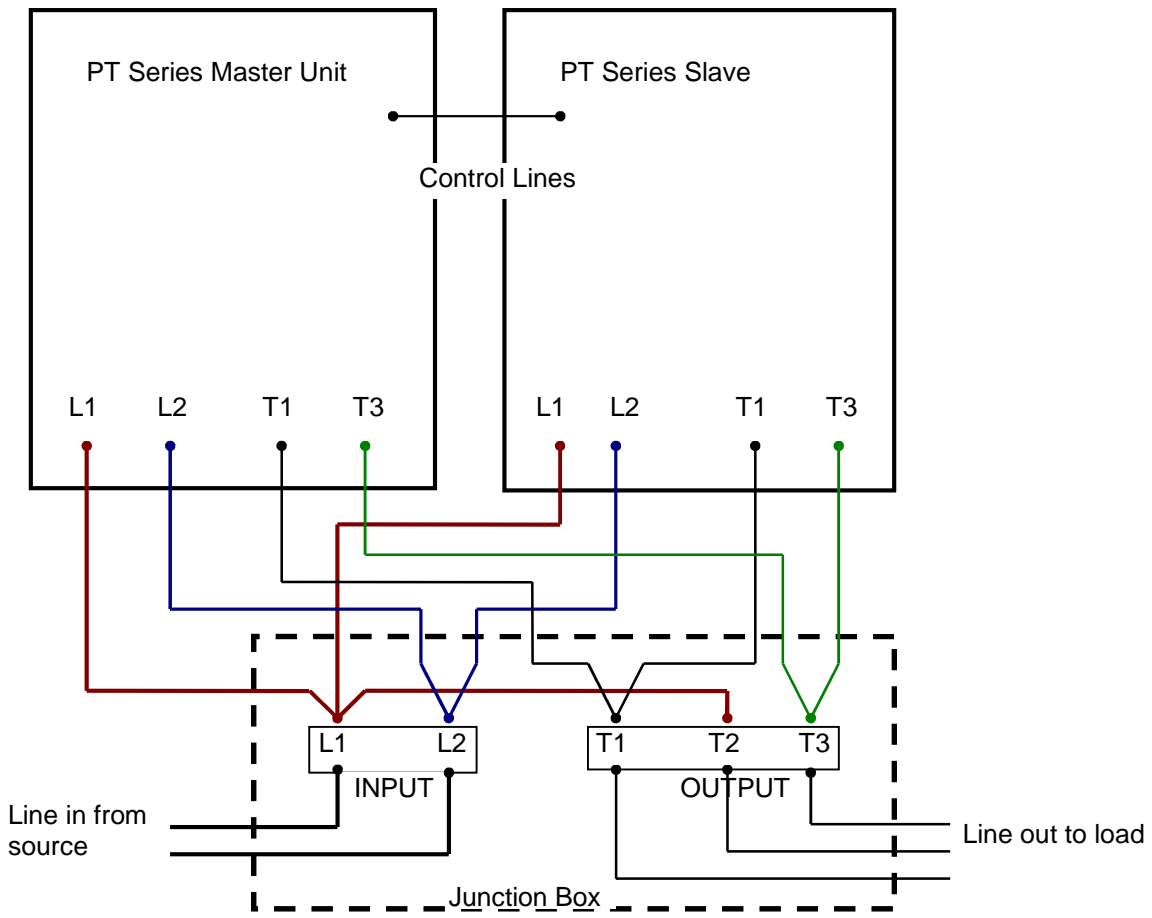 PT Series Master Unit
PT Series Slave
Control Lines
L1 L2 T1 T3
L1 L2 T1 T3
L1 L2
INPUT
T1 T2 T3
OUTPUT
Line in from
source
Line out to load
Junction Box